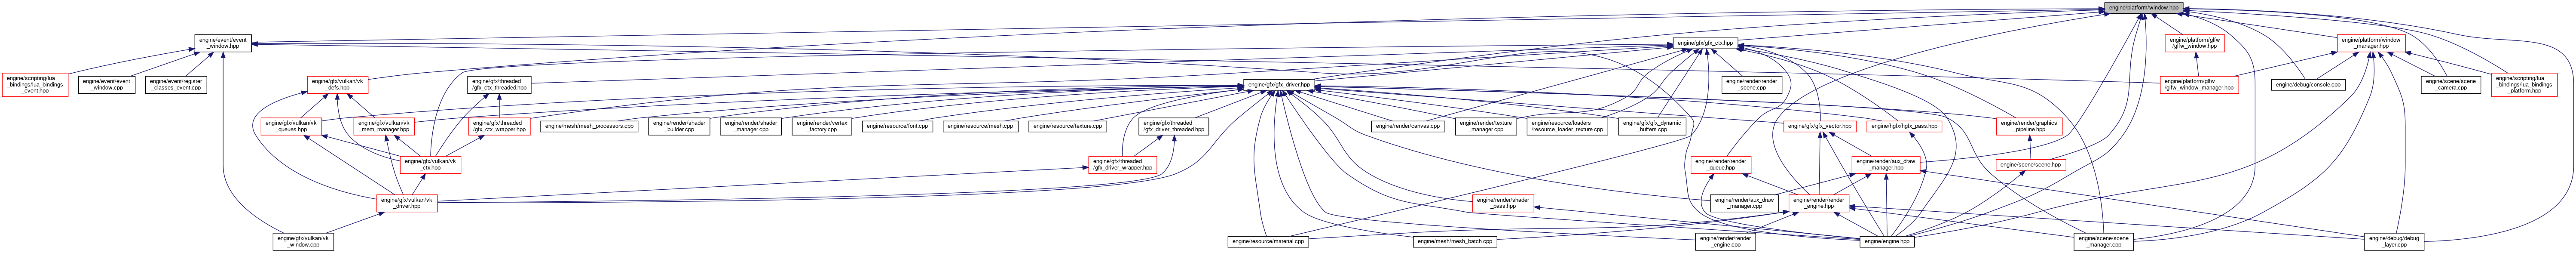 engine/platform/window.hpp
engine/event/event
_window.hpp
engine/gfx/gfx_ctx.hpp
engine/platform/glfw
/glfw_window.hpp
engine/platform/window
_manager.hpp
engine/scripting/lua
_bindings/lua_bindings
_event.hpp
engine/event/event
_window.cpp
engine/event/register
_classes_event.cpp
engine/gfx/vulkan/vk
_defs.hpp
engine/gfx/threaded
/gfx_ctx_threaded.hpp
engine/gfx/gfx_driver.hpp
engine/render/render
_scene.cpp
engine/platform/glfw
/glfw_window_manager.hpp
engine/debug/console.cpp
engine/scene/scene
_camera.cpp
engine/scripting/lua
_bindings/lua_bindings
_platform.hpp
engine/gfx/vulkan/vk
_queues.hpp
engine/gfx/vulkan/vk
_mem_manager.hpp
engine/gfx/threaded
/gfx_ctx_wrapper.hpp
engine/mesh/mesh_processors.cpp
engine/render/shader
_builder.cpp
engine/render/shader
_manager.cpp
engine/render/vertex
_factory.cpp
engine/resource/font.cpp
engine/resource/mesh.cpp
engine/resource/texture.cpp
engine/gfx/threaded
/gfx_driver_threaded.hpp
engine/render/canvas.cpp
engine/render/texture
_manager.cpp
engine/resource/loaders
/resource_loader_texture.cpp
engine/gfx/gfx_dynamic
_buffers.cpp
engine/gfx/gfx_vector.hpp
engine/hgfx/hgfx_pass.hpp
engine/render/graphics
_pipeline.hpp
engine/gfx/vulkan/vk
_ctx.hpp
engine/gfx/threaded
/gfx_driver_wrapper.hpp
engine/render/render
_queue.hpp
engine/render/aux_draw
_manager.hpp
engine/scene/scene.hpp
engine/gfx/vulkan/vk
_driver.hpp
engine/render/shader
_pass.hpp
engine/render/aux_draw
_manager.cpp
engine/render/render
_engine.hpp
engine/gfx/vulkan/vk
_window.cpp
engine/resource/material.cpp
engine/mesh/mesh_batch.cpp
engine/render/render
_engine.cpp
engine/engine.hpp
engine/scene/scene
_manager.cpp
engine/debug/debug
_layer.cpp